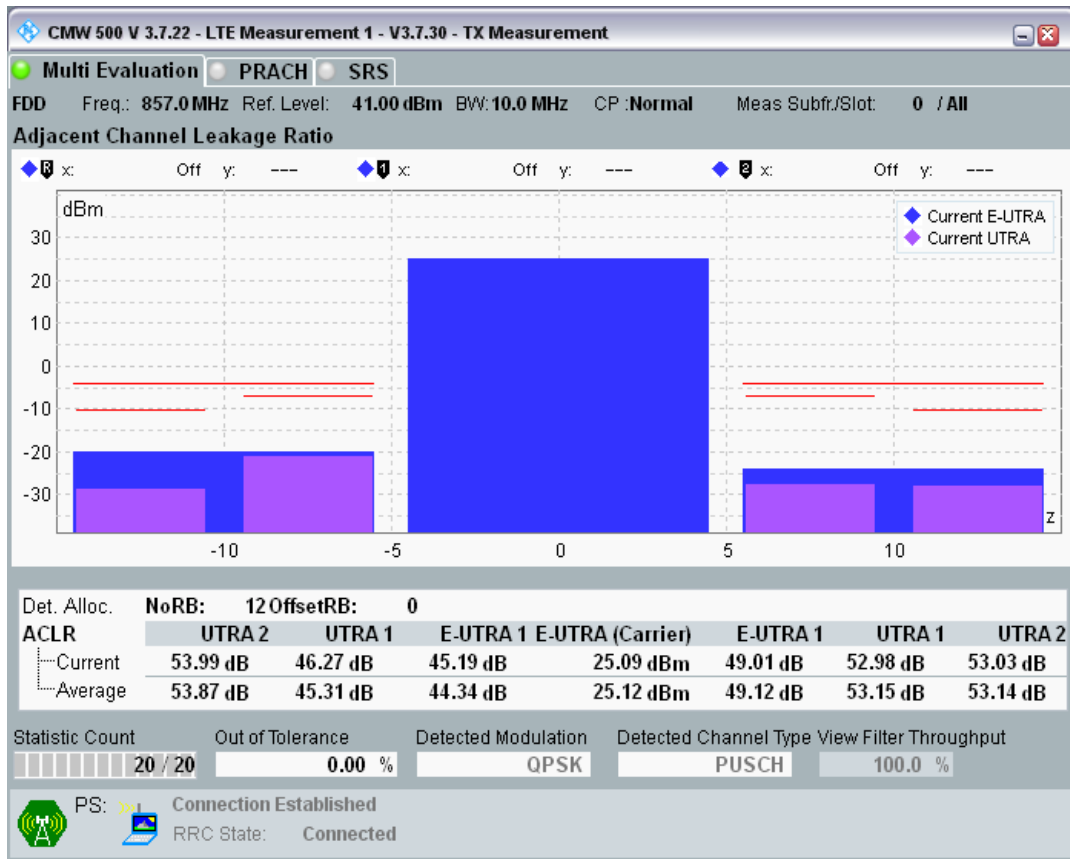 CMW 500 V 3.7.22 - LTE Measurement 1 - V3.7.30 - TX Measurement
Multi Evaluation PRACH SRS
FDD Freq.: 857.0 MHz Ref. Level: 41.00 dBm BW: 10.0 MHz CP :Normal Meas Subfr./Slot: 0 / All
Adjacent Channel Leakage Ratio
R x: Off y: --- 1 x: Off y: --- 2 x: Off y: ---
dBm
Current E-UTRA
Current UTRA
30
20
10
0
-10
-20
-30
z
-10 -5 0 5 10
Det. Alloc. NoRB: 12 OffsetRB: 0
ACLR UTRA 2 UTRA 1 E-UTRA 1 E-UTRA (Carrier) E-UTRA 1 UTRA 1 UTRA 2
Current 53.99 dB 46.27 dB 45.19 dB 25.09 dBm 49.01 dB 52.98 dB 53.03 dB
Average 53.87 dB 45.31 dB 44.34 dB 25.12 dBm 49.12 dB 53.15 dB 53.14 dB
Statistic Count Out of Tolerance Detected Modulation Detected Channel Type View Filter Throughput
20 / 20 0.00 % QPSK PUSCH 100.0 %
PS: Connection Established
RRC State: Connected